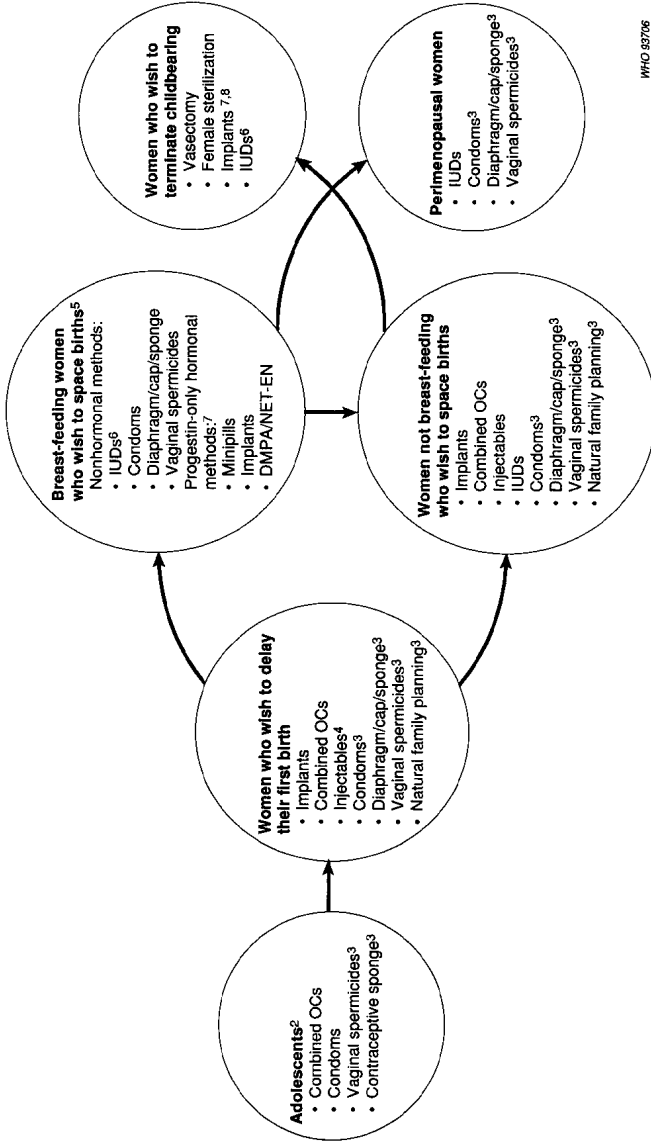 Adolescents²
• Combined OCs
• Condoms
• Vaginal spermicides³
• Contraceptive sponge³
Women who wish to delay
their first birth
• Implants
• Combined OCs
• Injectables⁴
• Condoms³
• Diaphragm/cap/sponge³
• Vaginal spermicides³
• Natural family planning³
Breast-feeding women
who wish to space births⁵
Nonhormonal methods:
• IUDs⁶
• Condoms
• Diaphragm/cap/sponge
• Vaginal spermicides
Progestin-only hormonal
methods:⁷
• Minipills
• Implants
• DMPA/NET-EN
Women not breast-feeding
who wish to space births
• Implants
• Combined OCs
• Injectables
• IUDs
• Condoms³
• Diaphragm/cap/sponge³
• Vaginal spermicides³
• Natural family planning³
Women who wish to
terminate childbearing
• Vasectomy
• Female sterilization
• Implants ⁷,⁸
• IUDs⁶
Perimenopausal women
• IUDs
• Condoms³
• Diaphragm/cap/sponge³
• Vaginal spermicides³
WHO 93706